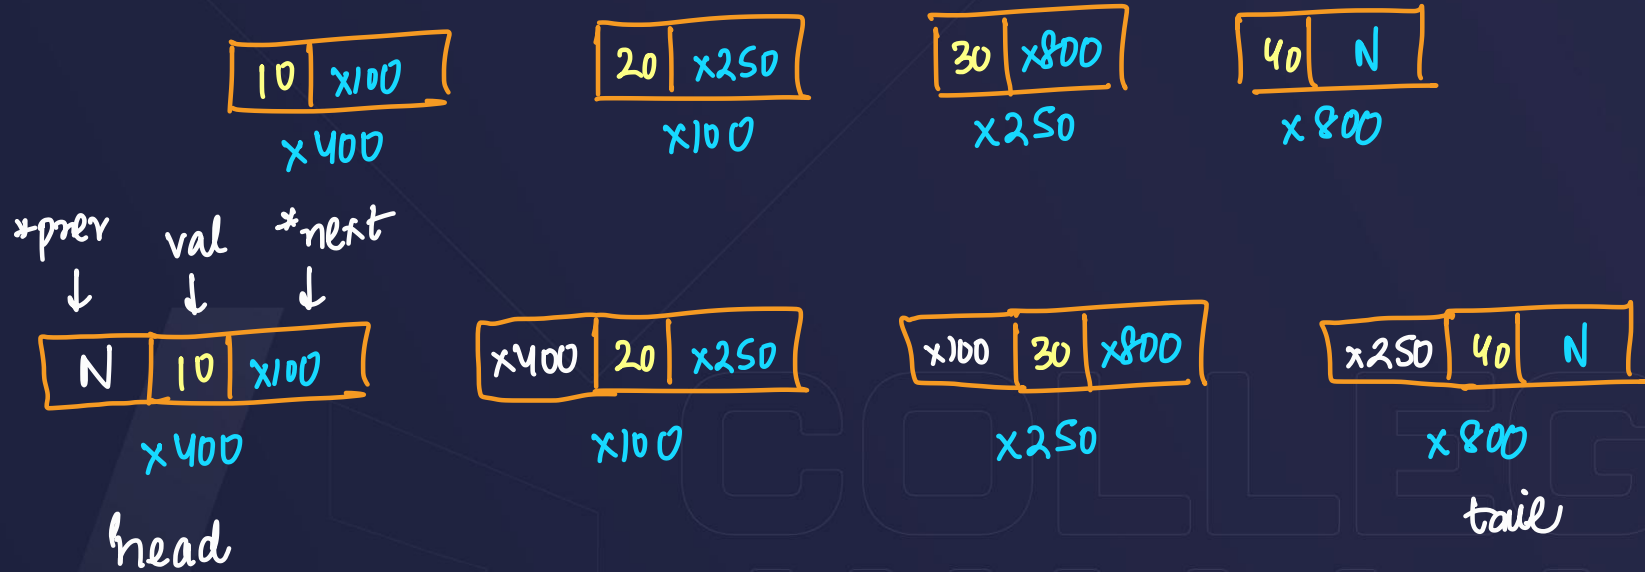 10 x100 20 x250 30 x800 40 N
x400 x100 x250 x800
*prev val *next
N 10 x100 x400 20 x250 x100 30 x800 x250 40 N
x400 x100 x250 x800
head tail
COLLEG